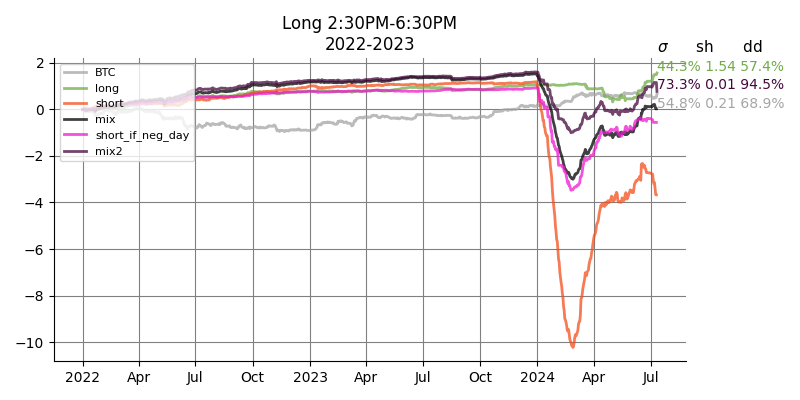 Long 2:30PM-6:30PM
2022-2023
σ sh dd
44.3% 1.54 57.4%
73.3% 0.01 94.5%
54.8% 0.21 68.9%
BTC
long
short
mix
short_if_neg_day
mix2
2
0
−2
−4
−6
−8
−10
2022 Apr Jul Oct 2023 Apr Jul Oct 2024 Apr Jul